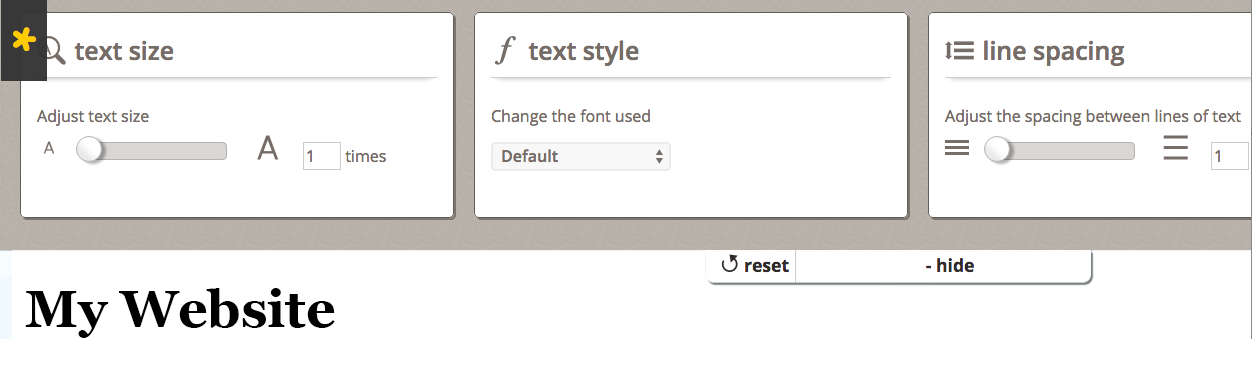 text size
Adjust text size
A
A
1 times
f text style
Change the font used
Default
line spacing
Adjust the spacing between lines of text
1
reset
- hide
My Website